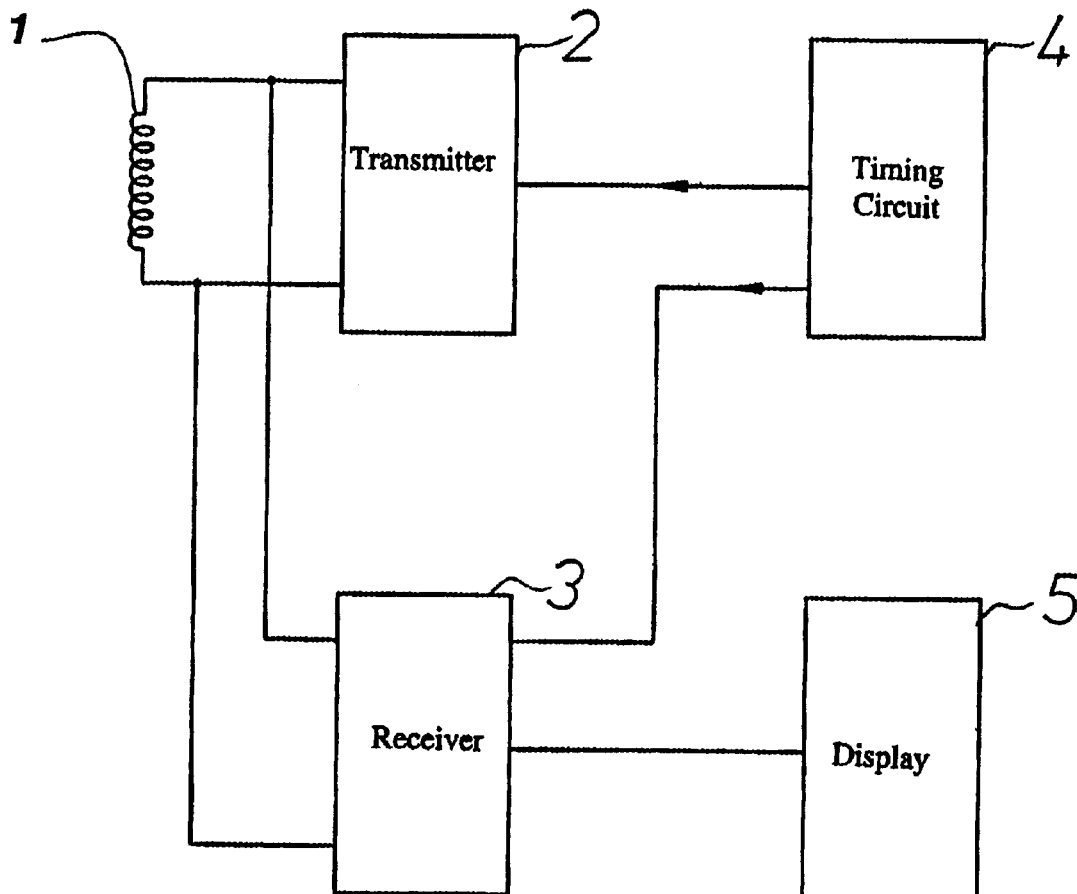 1
2
4
Transmitter
Timing
Circuit
3
5
Receiver
Display